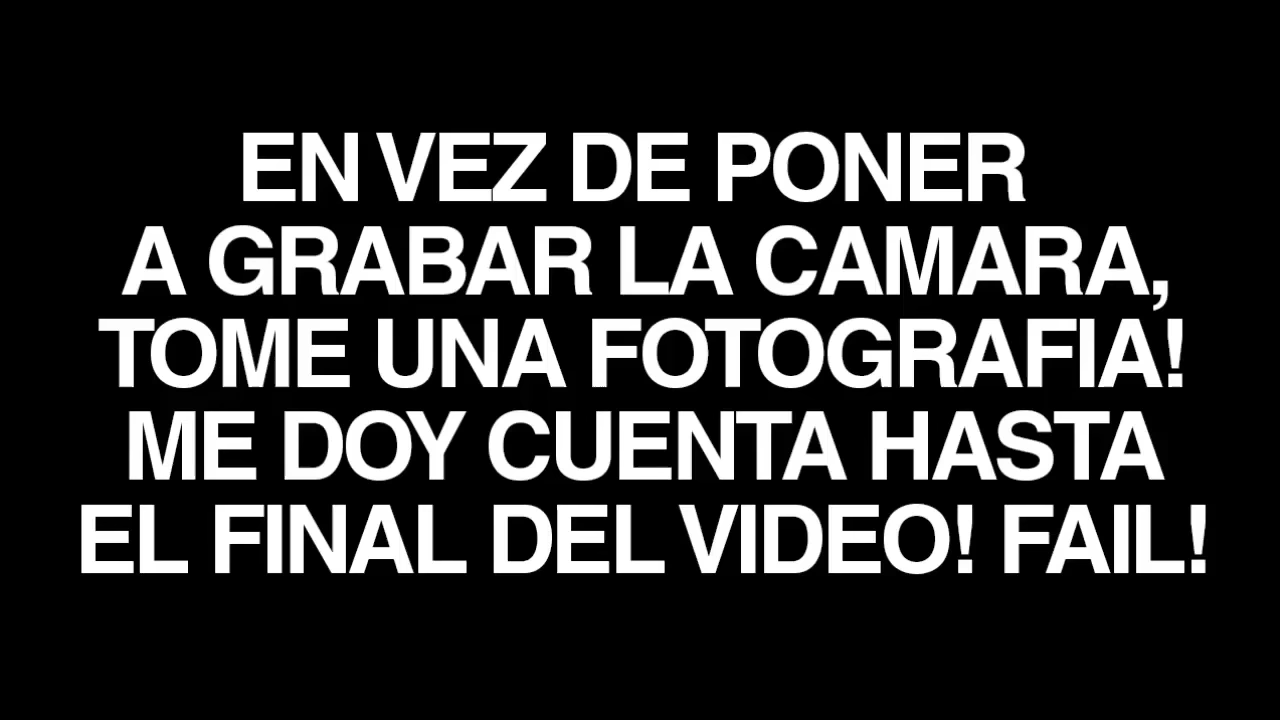 EN VEZ DE PONER
A GRABAR LA CAMARA,
TOME UNA FOTOGRAFIA!
ME DOY CUENTA HASTA
EL FINAL DEL VIDEO! FAIL!